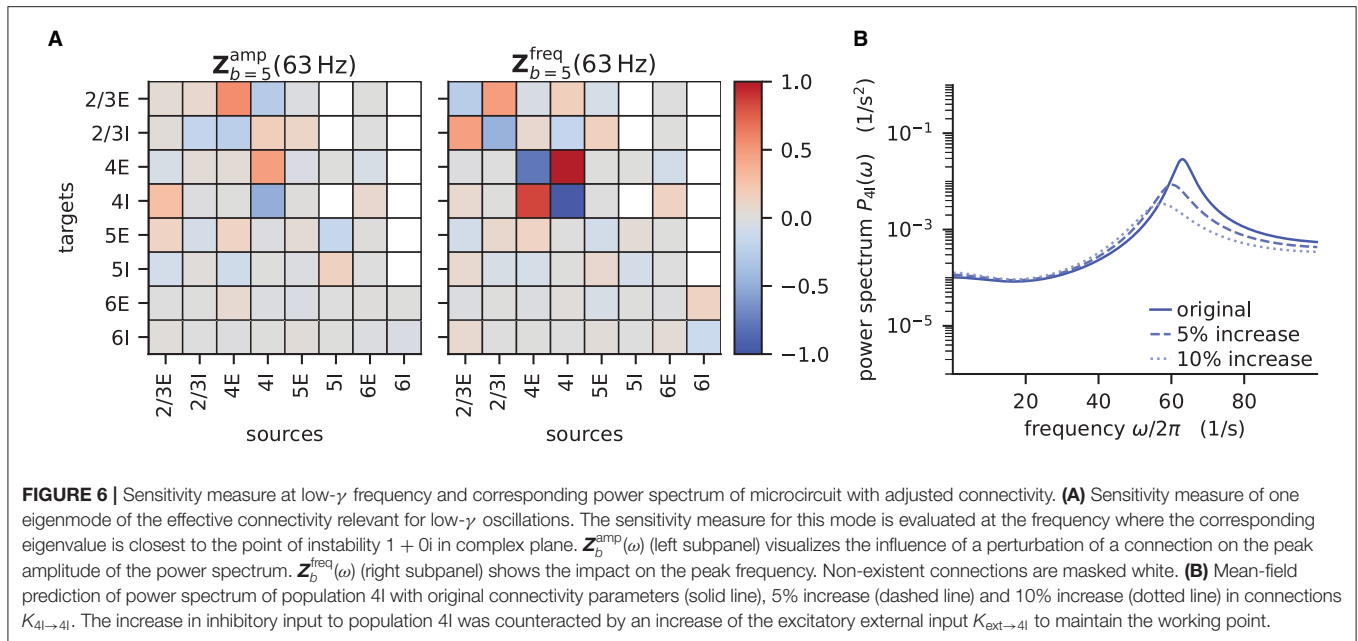 A
B
Z^amp_b=5(63 Hz)
Z^freq_b=5(63 Hz)
targets
2/3E
2/3I
4E
4I
5E
5I
6E
6I
2/3E 2/3I 4E 4I 5E 5I 6E 6I
sources
2/3E 2/3I 4E 4I 5E 5I 6E 6I
sources
1.0
0.5
0.0
−0.5
−1.0
power spectrum P_4I(ω) (1/s²)
10⁻¹
10⁻³
10⁻⁵
original
5% increase
10% increase
20 40 60 80
frequency ω/2π (1/s)
FIGURE 6 | Sensitivity measure at low-γ frequency and corresponding power spectrum of microcircuit with adjusted connectivity. (A) Sensitivity measure of one
eigenmode of the effective connectivity relevant for low-γ oscillations. The sensitivity measure for this mode is evaluated at the frequency where the corresponding
eigenvalue is closest to the point of instability 1 + 0i in complex plane. Z^amp_b(ω) (left subpanel) visualizes the influence of a perturbation of a connection on the peak
amplitude of the power spectrum. Z^freq_b(ω) (right subpanel) shows the impact on the peak frequency. Non-existent connections are masked white. (B) Mean-field
prediction of power spectrum of population 4I with original connectivity parameters (solid line), 5% increase (dashed line) and 10% increase (dotted line) in connections
K_4I→4I. The increase in inhibitory input to population 4I was counteracted by an increase of the excitatory external input K_ext→4I to maintain the working point.